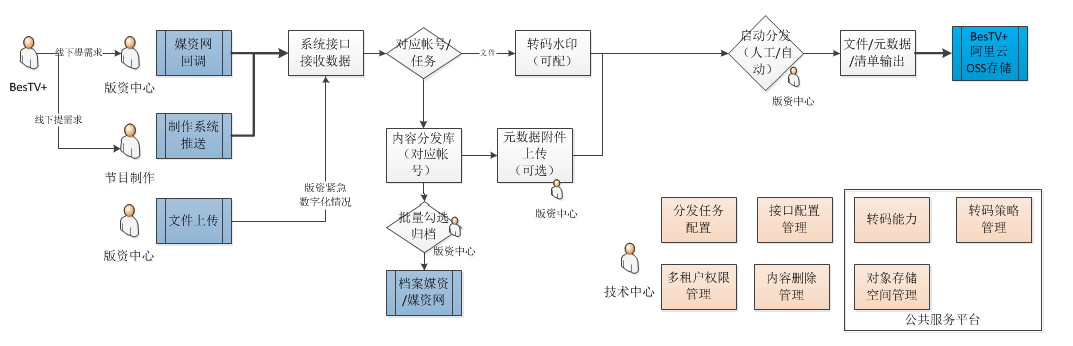 BesTV+
线下提需求
线下提需求
版资中心
节目制作
版资中心
媒资网
回调
制作系统
推送
文件上传
系统接口
接收数据
版资紧急
数字化情况
对应帐号/
任务
文件
内容分发库
（对应帐
号）
批量勾选
归档
版资中心
档案媒资
/媒资网
转码水印
（可配）
元数据附件
上传
（可选）
版资中心
启动分发
（人工/自
动）
版资中心
文件/元数据
/清单输出
BesTV+
阿里云
OSS存储
技术中心
分发任务
配置
接口配置
管理
多租户权限
管理
内容删除
管理
转码能力
转码策略
管理
对象存储
空间管理
公共服务平台